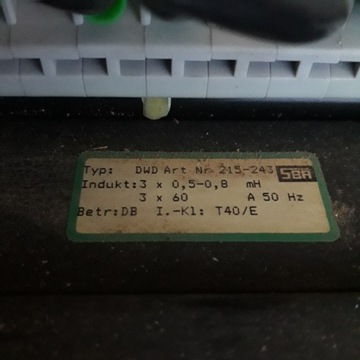 Typ: DWD Art Nr 215-243 SBA
Indukt:3 x 0,5-0,8 mH
3 x 60 A 50 Hz
Betr:DB I.-Kl: T40/E